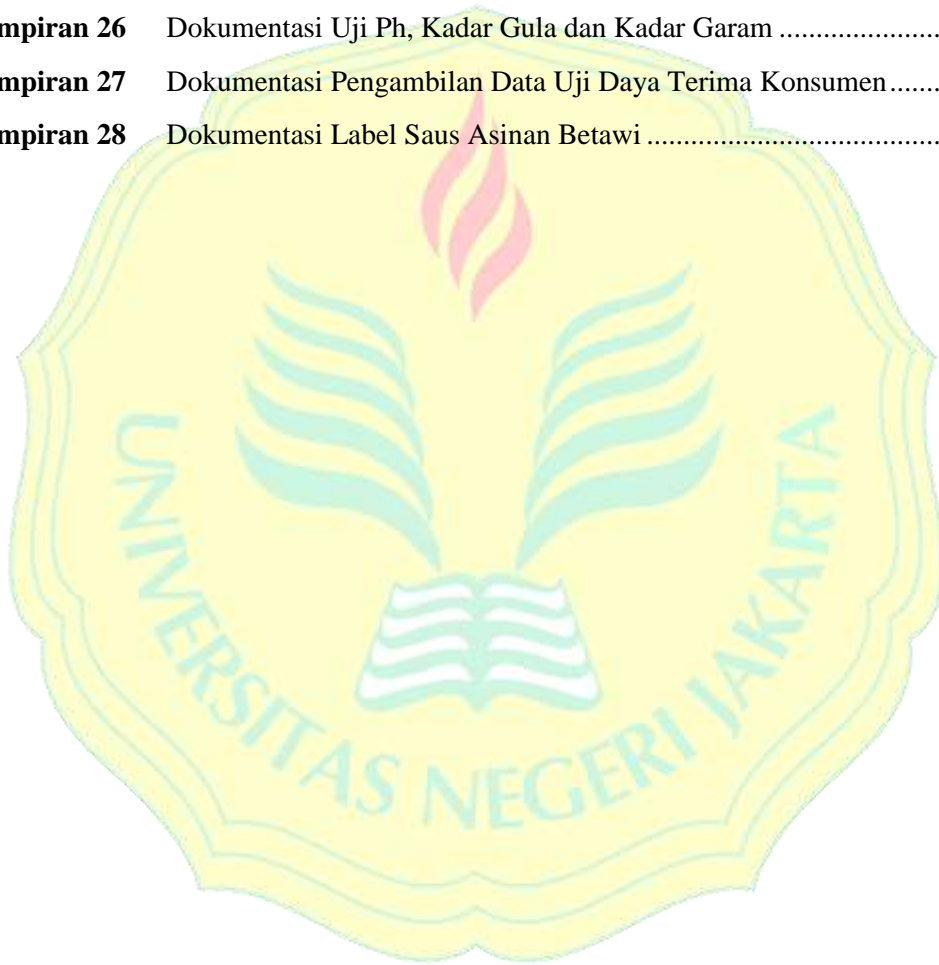 mpiran 26 Dokumentasi Uji Ph, Kadar Gula dan Kadar Garam ......................
mpiran 27 Dokumentasi Pengambilan Data Uji Daya Terima Konsumen.......
mpiran 28 Dokumentasi Label Saus Asinan Betawi ........................................
UNIVERSITAS NEGERI JAKARTA